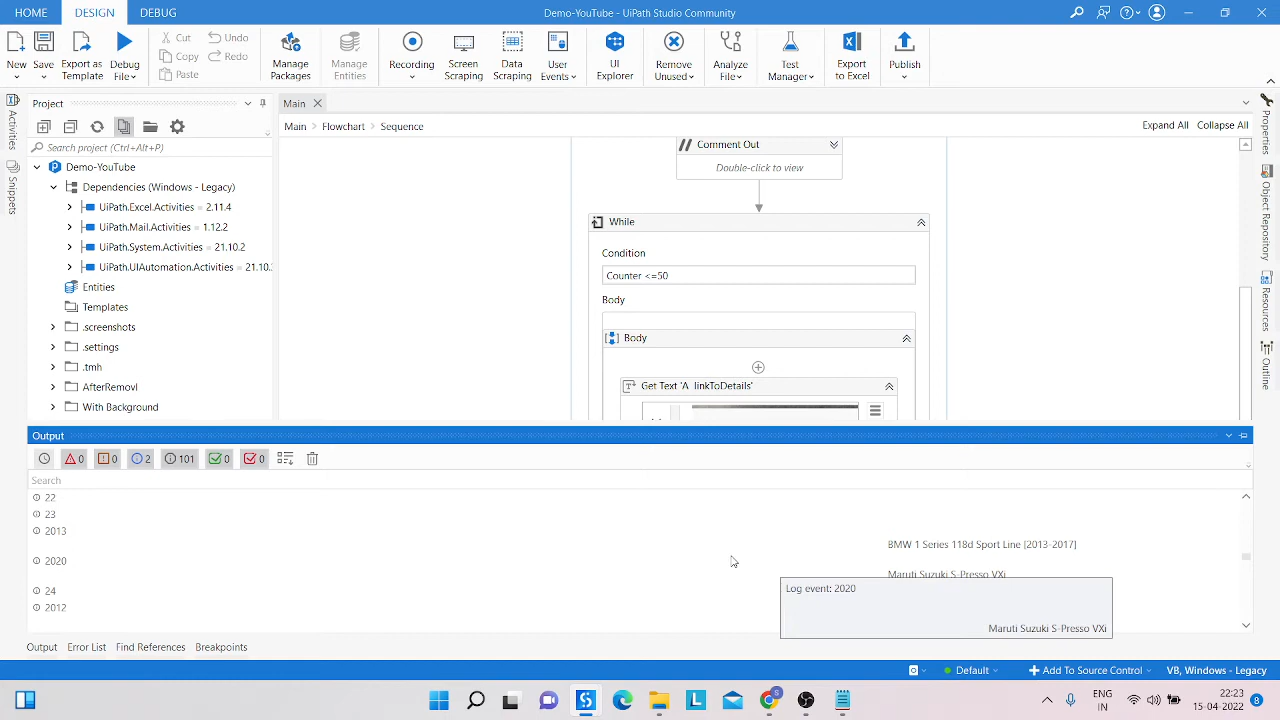 HOME DESIGN DEBUG Demo-YouTube - UiPath Studio Community
New Save Export as Template Debug File Cut Copy Paste Undo Redo Manage Packages Manage Entities Recording Screen Scraping Data Scraping User Events UI Explorer Remove Unused Analyze File Test Manager Export to Excel Publish
Activities
Snippets
Project
Search project (Ctrl+Alt+P)
Demo-YouTube
Dependencies (Windows - Legacy)
UiPath.Excel.Activities = 2.11.4
UiPath.Mail.Activities = 1.12.2
UiPath.System.Activities = 21.10.2
UiPath.UIAutomation.Activities = 21.10.
Entities
Templates
.screenshots
.settings
.tmh
AfterRemovl
With Background
Main
Main > Flowchart > Sequence
Expand All Collapse All
// Comment Out
Double-click to view
While
Condition
Counter <=50
Body
Body
Get Text 'A linkToDetails'
Properties
Object Repository
Resources
Outline
Output
0 0 2 101 0 0
Search
22
23
2013
BMW 1 Series 118d Sport Line [2013-2017]
2020
Maruti Suzuki S-Presso VXi
Log event: 2020
Maruti Suzuki S-Presso VXi
24
2012
Output Error List Find References Breakpoints
Default Add To Source Control VB, Windows - Legacy
ENG
IN
22:23
15-04-2022
8